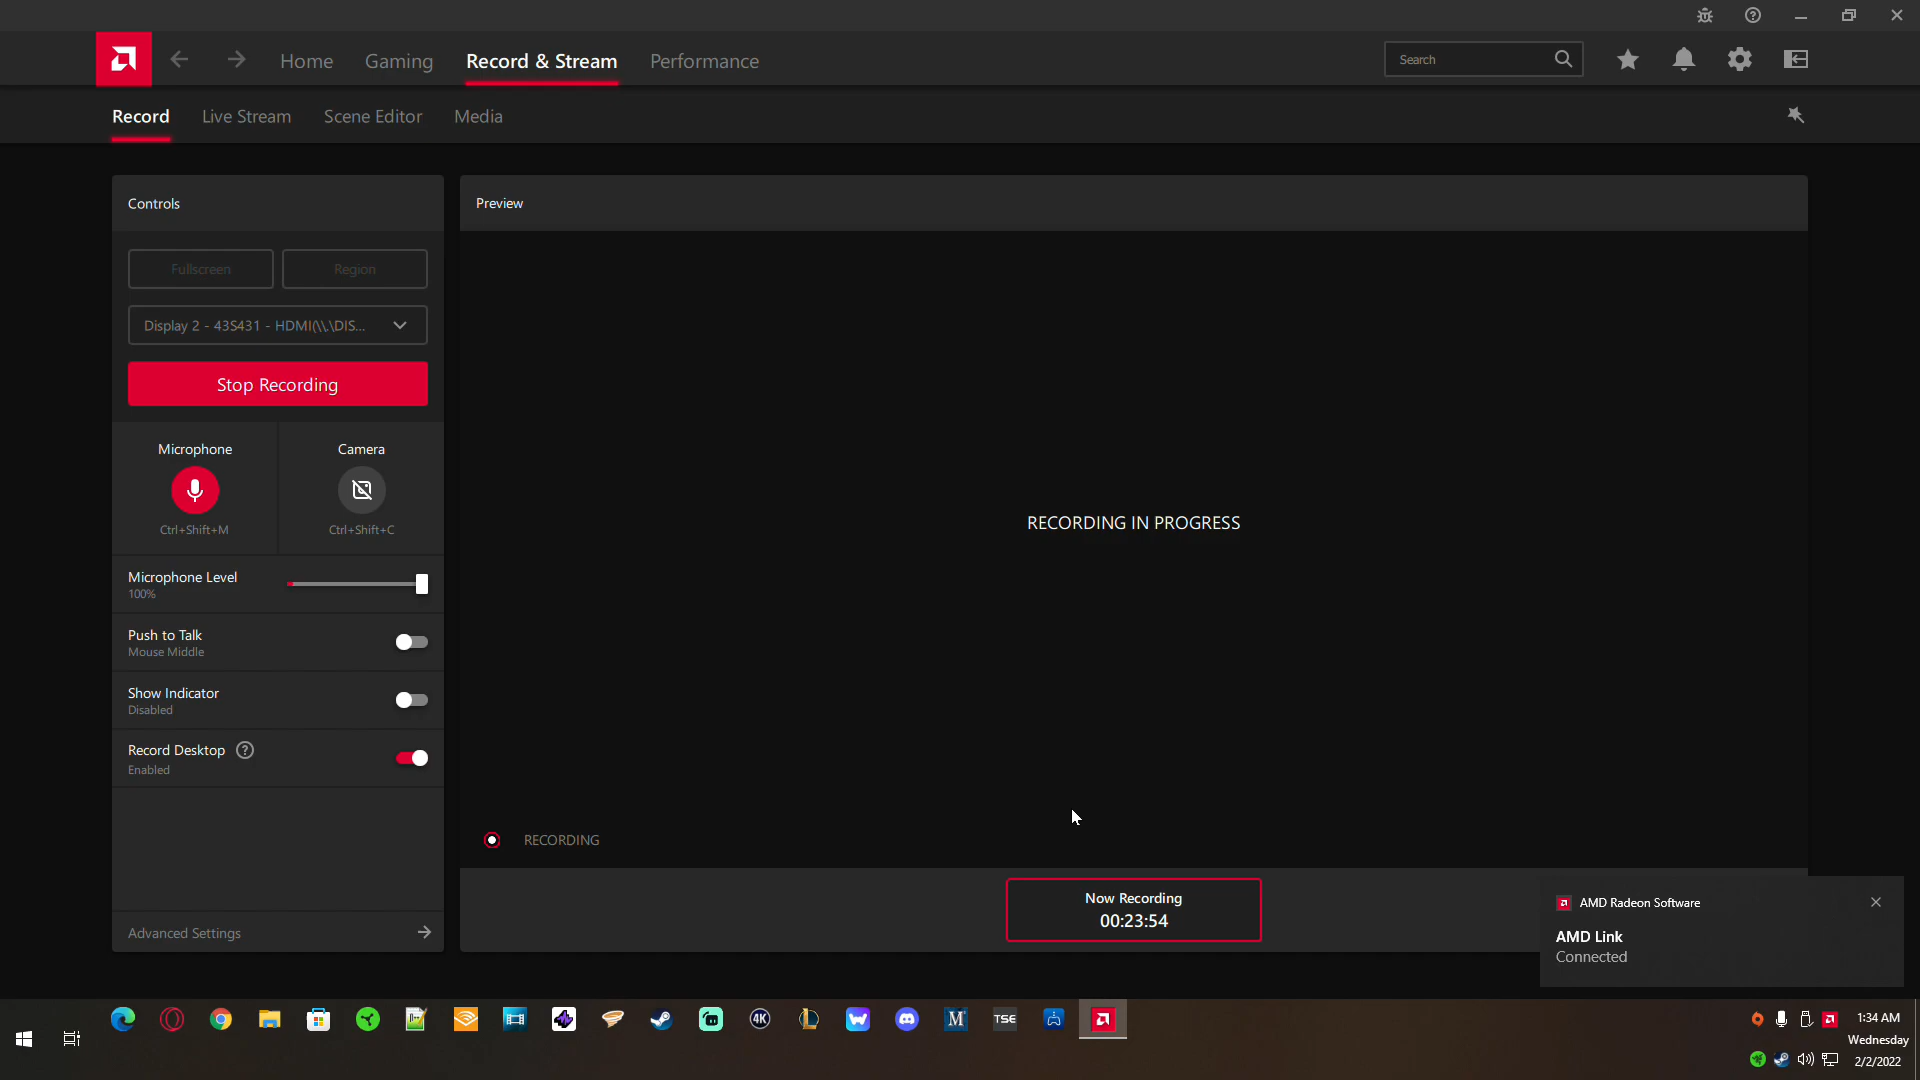 Home
Gaming
Record & Stream
Performance
Search
Record
Live Stream
Scene Editor
Media
Controls
Fullscreen
Region
Display 2 - 43S431 - HDMI(\\.\DIS...
Stop Recording
Microphone
Camera
Ctrl+Shift+M
Ctrl+Shift+C
Microphone Level
100%
Push to Talk
Mouse Middle
Show Indicator
Disabled
Record Desktop
Enabled
Advanced Settings
Preview
RECORDING IN PROGRESS
RECORDING
Now Recording
00:23:54
AMD Radeon Software
AMD Link
Connected
4K
M
TSE
1:34 AM
Wednesday
2/2/2022